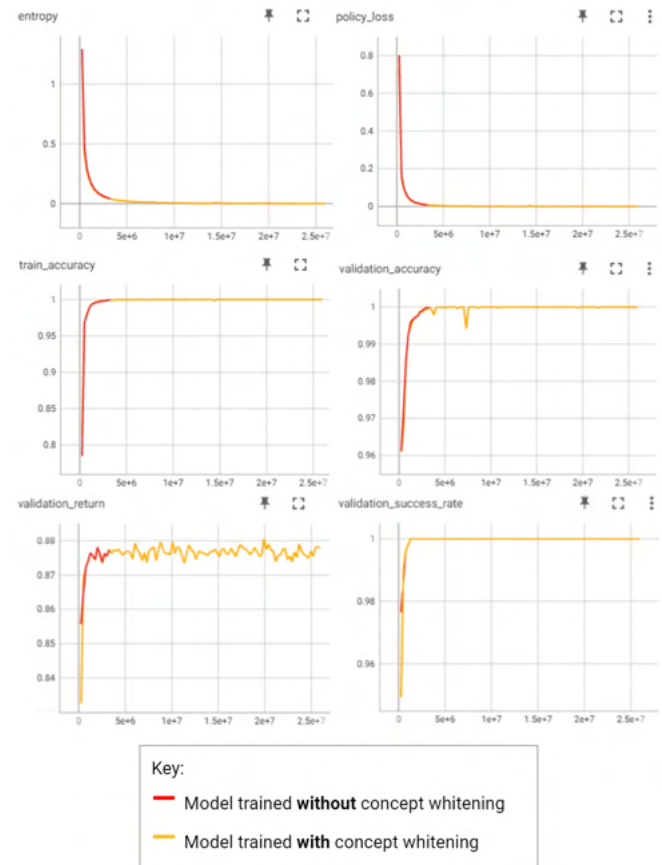 entropy
policy_loss
1
0.5
0
0 5e+6 1e+7 1.5e+7 2e+7 2.5e+7
0.8
0.6
0.4
0.2
0
0 5e+6 1e+7 1.5e+7 2e+7 2.5e+7
train_accuracy
validation_accuracy
1
0.95
0.9
0.85
0.8
0 5e+6 1e+7 1.5e+7 2e+7 2.5e+7
1
0.99
0.98
0.97
0.96
0 5e+6 1e+7 1.5e+7 2e+7 2.5e+7
validation_return
validation_success_rate
0.88
0.87
0.86
0.85
0.84
0 5e+6 1e+7 1.5e+7 2e+7 2.5e+7
1
0.98
0.96
0 5e+6 1e+7 1.5e+7 2e+7 2.5e+7
Key:
Model trained without concept whitening
Model trained with concept whitening